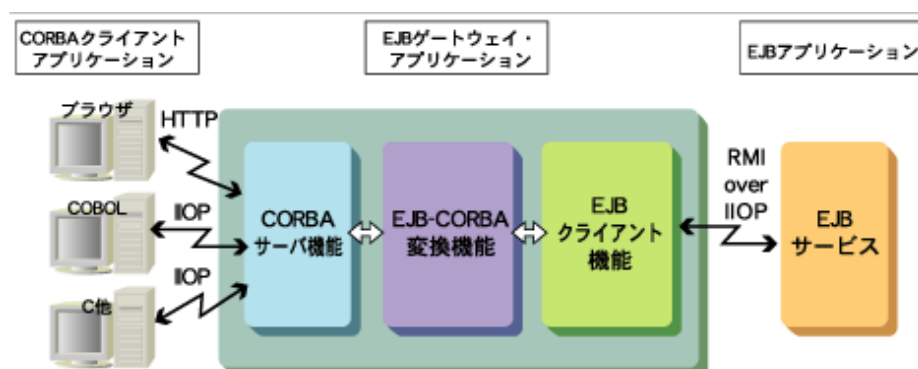 CORBAクライアント
アプリケーション
EJBゲートウェイ・
アプリケーション
EJBアプリケーション
ブラウザ
HTTP
COBOL
IIOP
C他
IIOP
CORBA
サーバ機能
EJB-CORBA
変換機能
EJB
クライアント
機能
RMI
over
IIOP
EJB
サービス